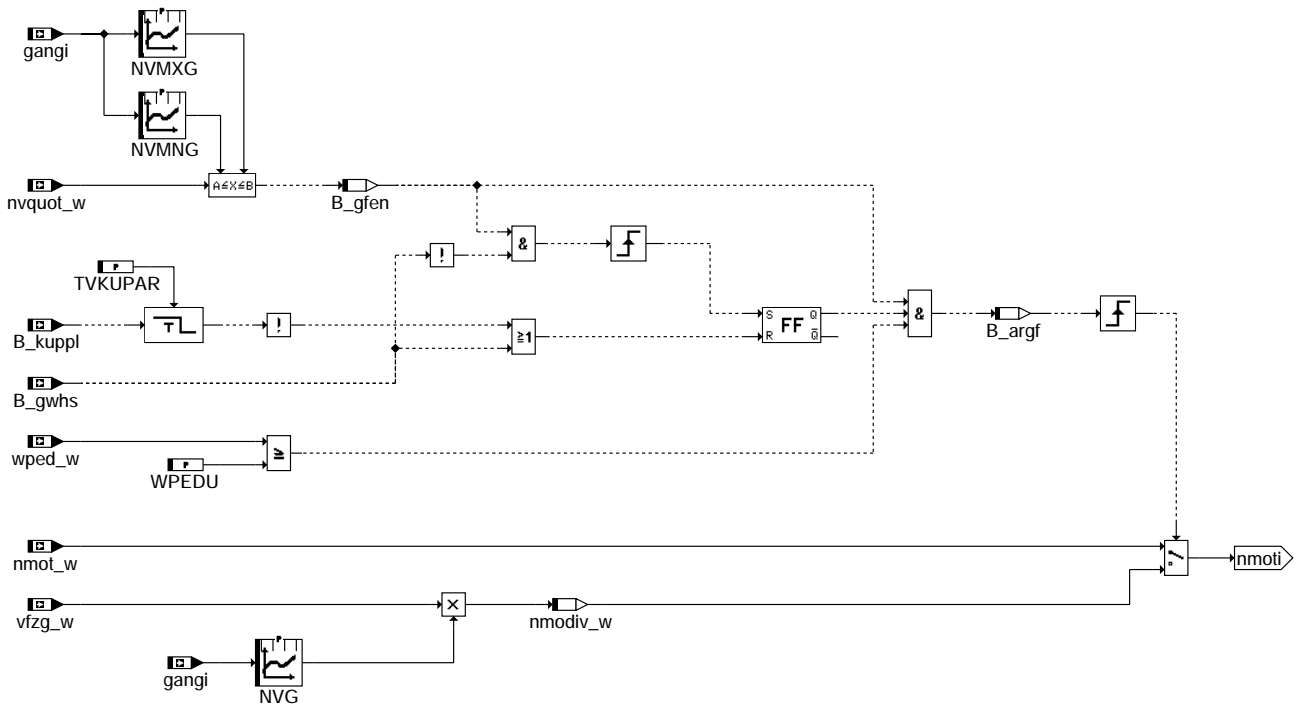 P
gangi
NVMXG
P
NVMNG
nvquot_w
A≤X≤B
B_gfen
!
&
P
TVKUPAR
T
B_kuppl
!
≧1
S Q
FF
R Q̅
&
B_argf
B_gwhs
wped_w
≥
P
WPEDU
nmot_w
nmoti
vfzg_w
X
nmodiv_w
P
gangi
NVG